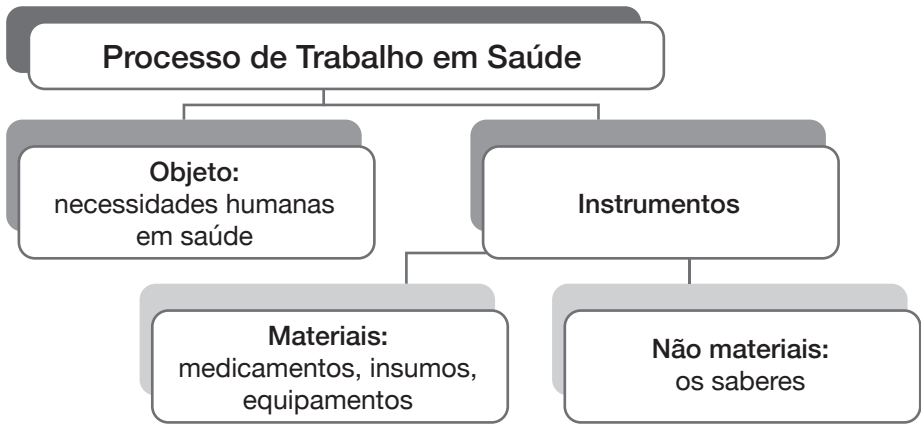 Processo de Trabalho em Saúde
Objeto:
necessidades humanas
em saúde
Instrumentos
Materiais:
medicamentos, insumos,
equipamentos
Não materiais:
os saberes